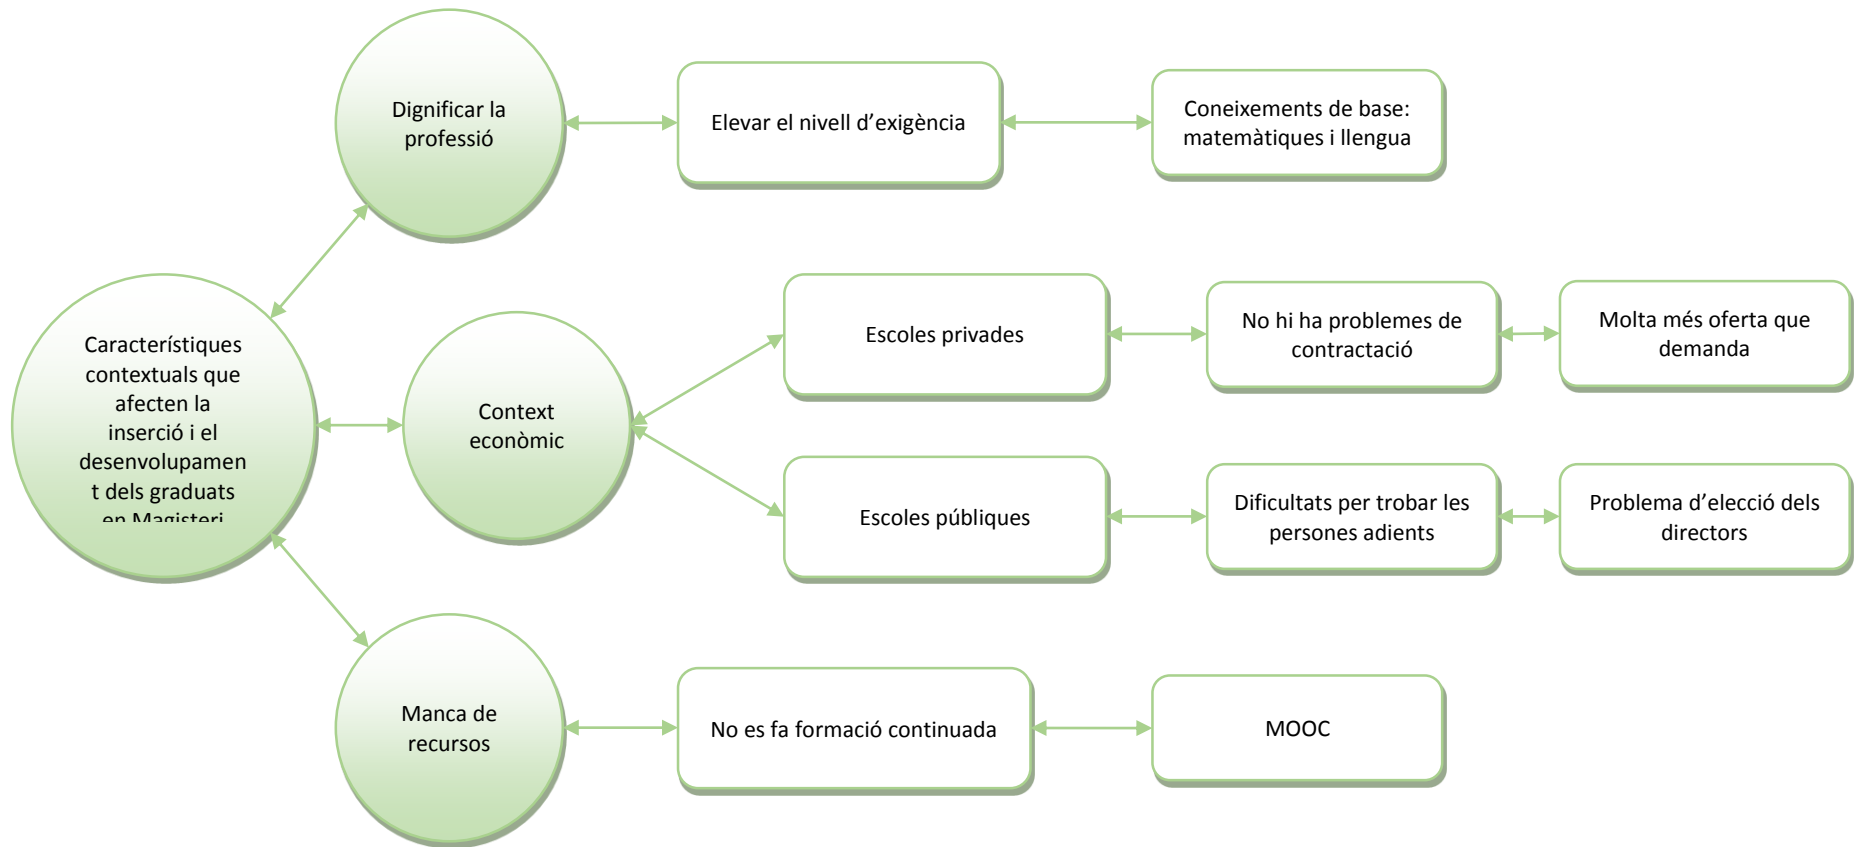 Dignificar la
professió
Elevar el nivell d’exigència
Coneixements de base:
matemàtiques i llengua
Característiques
contextuals que
afecten la
inserció i el
desenvolupamen
t dels graduats
en Magisteri
Context
econòmic
Escoles privades
No hi ha problemes de
contractació
Molta més oferta que
demanda
Escoles públiques
Dificultats per trobar les
persones adients
Problema d’elecció dels
directors
Manca de
recursos
No es fa formació continuada
MOOC